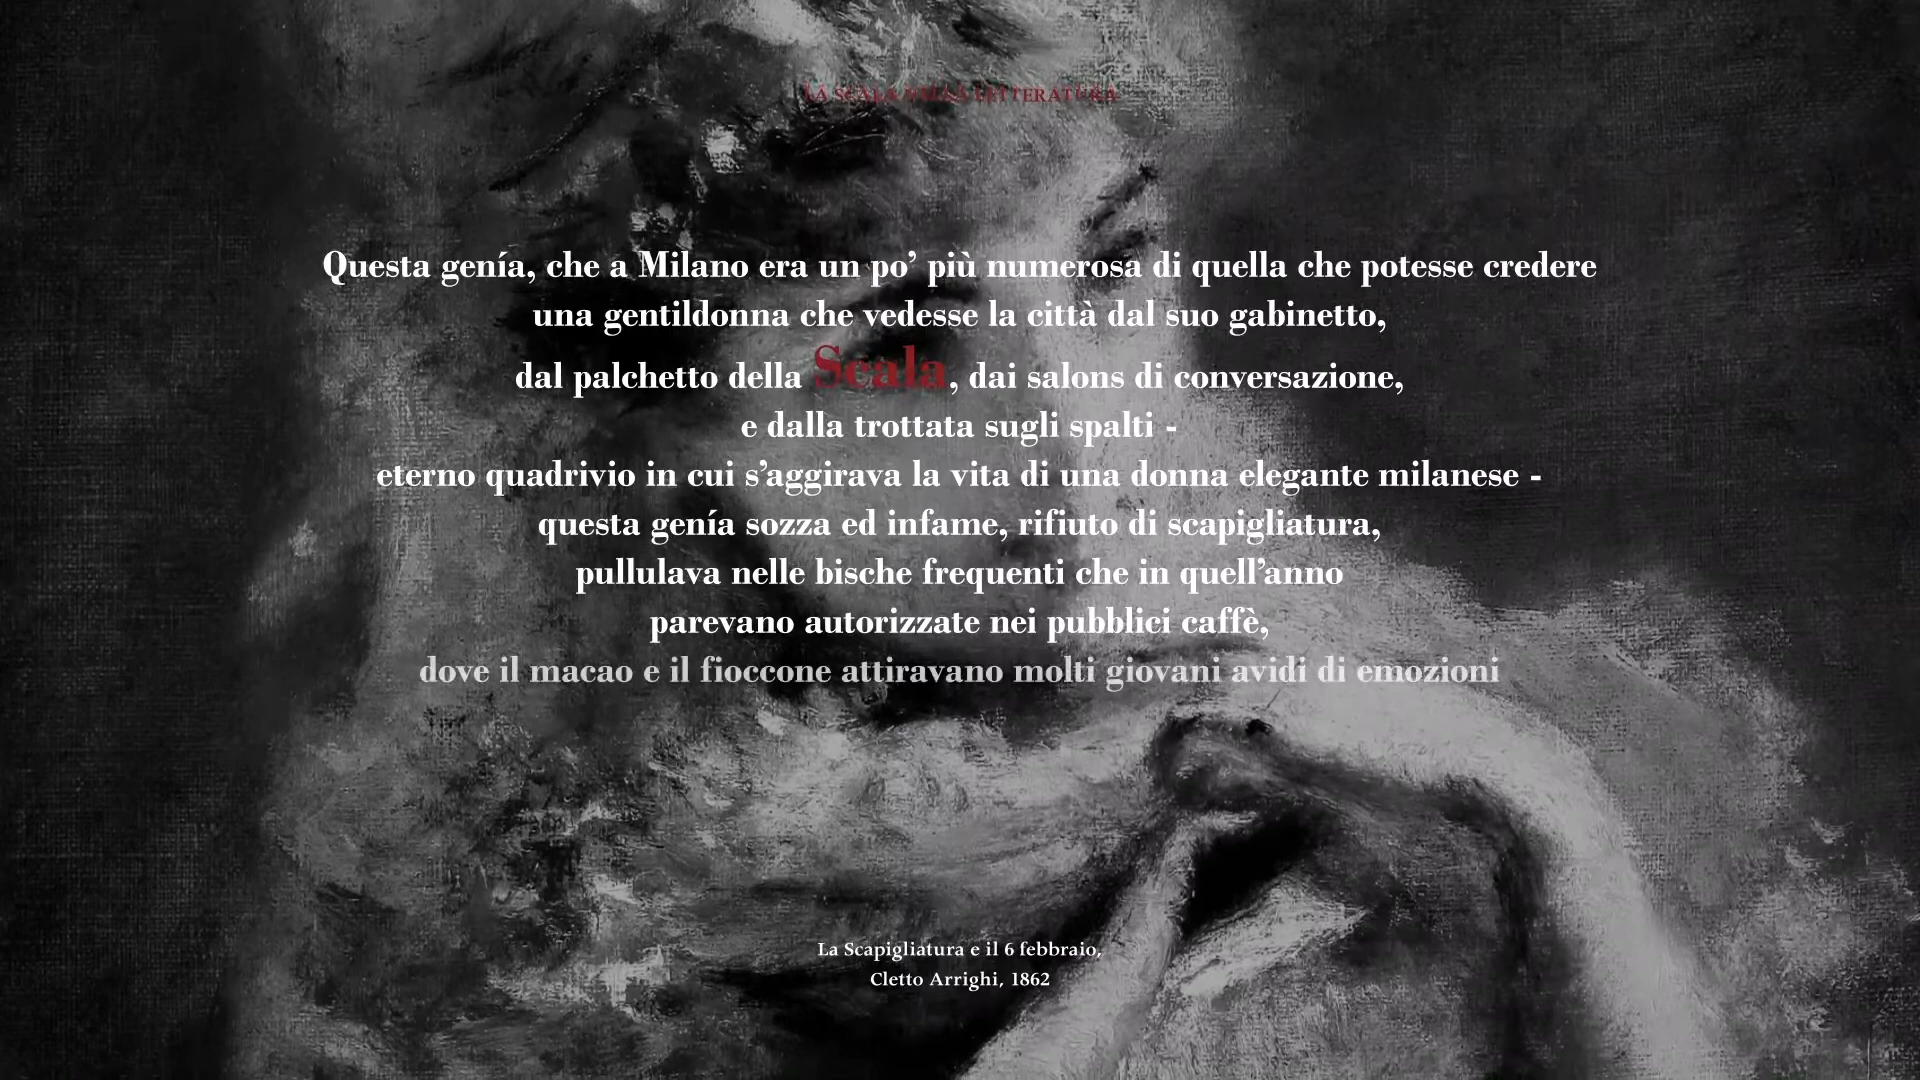 LA SCALA NELLA LETTERATURA
Questa genía, che a Milano era un po’ più numerosa di quella che potesse credere
una gentildonna che vedesse la città dal suo gabinetto,
dal palchetto della Scala, dai salons di conversazione,
e dalla trottata sugli spalti -
eterno quadrivio in cui s’aggirava la vita di una donna elegante milanese -
questa genía sozza ed infame, rifiuto di scapigliatura,
pullulava nelle bische frequenti che in quell’anno
parevano autorizzate nei pubblici caffè,
dove il macao e il fioccone attiravano molti giovani avidi di emozioni
La Scapigliatura e il 6 febbraio,
Cletto Arrighi, 1862